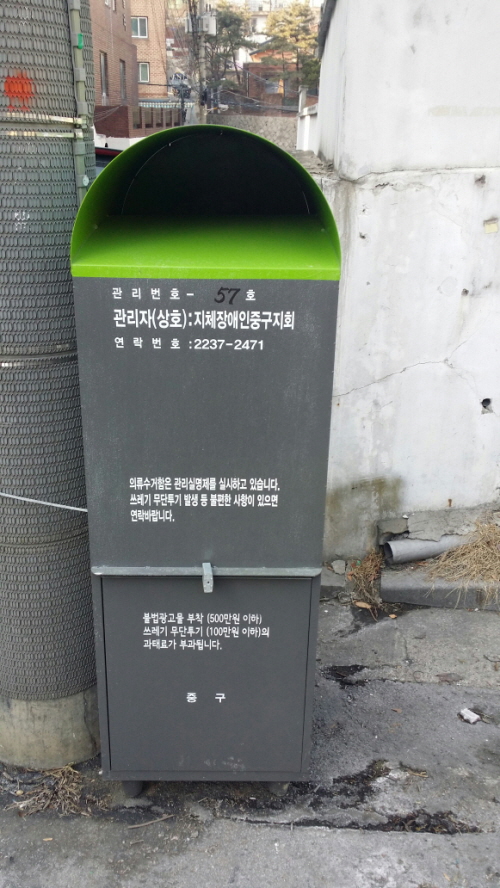 관 리 번 호 - 57 호
관리자(상호):지체장애인중구지회
연 락 번 호 :2237-2471
의류수거함은 관리실명제를 실시하고 있습니다.
쓰레기 무단투기 발생 등 불편한 사항이 있으면
연락바랍니다.
불법광고물 부착 (500만원 이하)
쓰레기 무단투기 (100만원 이하)의
과태료가 부과됩니다.
중 구